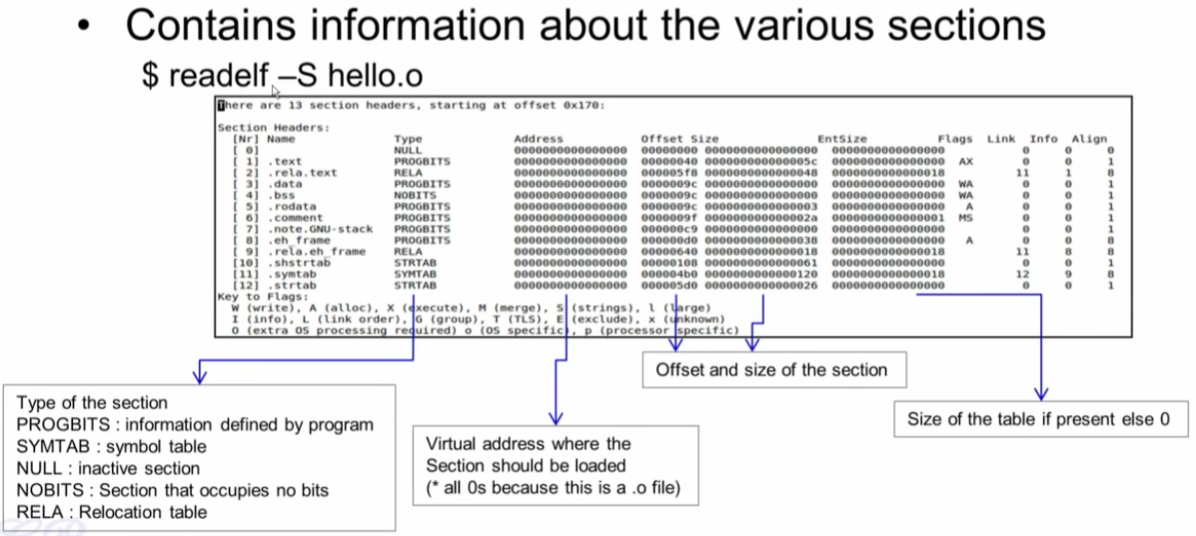 • Contains information about the various sections
$ readelf –S hello.o
There are 13 section headers, starting at offset 0x170:
Section Headers:
[Nr] Name Type Address Offset Size EntSize Flags Link Info Align
[ 0] NULL 0000000000000000 00000000 0000000000000000 0000000000000000 0 0 0
[ 1] .text PROGBITS 0000000000000000 00000040 000000000000005c 0000000000000000 AX 0 0 1
[ 2] .rela.text RELA 0000000000000000 000005f8 0000000000000048 0000000000000018 11 1 8
[ 3] .data PROGBITS 0000000000000000 0000009c 0000000000000000 0000000000000000 WA 0 0 1
[ 4] .bss NOBITS 0000000000000000 0000009c 0000000000000000 0000000000000000 WA 0 0 1
[ 5] .rodata PROGBITS 0000000000000000 0000009c 0000000000000003 0000000000000000 A 0 0 1
[ 6] .comment PROGBITS 0000000000000000 0000009f 000000000000002a 0000000000000001 MS 0 0 1
[ 7] .note.GNU-stack PROGBITS 0000000000000000 000000c9 0000000000000000 0000000000000000 0 0 1
[ 8] .eh_frame PROGBITS 0000000000000000 000000d0 0000000000000038 0000000000000000 A 0 0 8
[ 9] .rela.eh_frame RELA 0000000000000000 00000640 0000000000000018 0000000000000018 11 8 8
[10] .shstrtab STRTAB 0000000000000000 00000108 0000000000000061 0000000000000000 0 0 1
[11] .symtab SYMTAB 0000000000000000 000004b0 0000000000000120 0000000000000018 12 9 8
[12] .strtab STRTAB 0000000000000000 000005d0 0000000000000026 0000000000000000 0 0 1
Key to Flags:
W (write), A (alloc), X (execute), M (merge), S (strings), l (large)
I (info), L (link order), G (group), T (TLS), E (exclude), x (unknown)
O (extra OS processing required) o (OS specific), p (processor specific)
Offset and size of the section
Type of the section
PROGBITS : information defined by program
SYMTAB : symbol table
NULL : inactive section
NOBITS : Section that occupies no bits
RELA : Relocation table
Virtual address where the
Section should be loaded
(* all 0s because this is a .o file)
Size of the table if present else 0